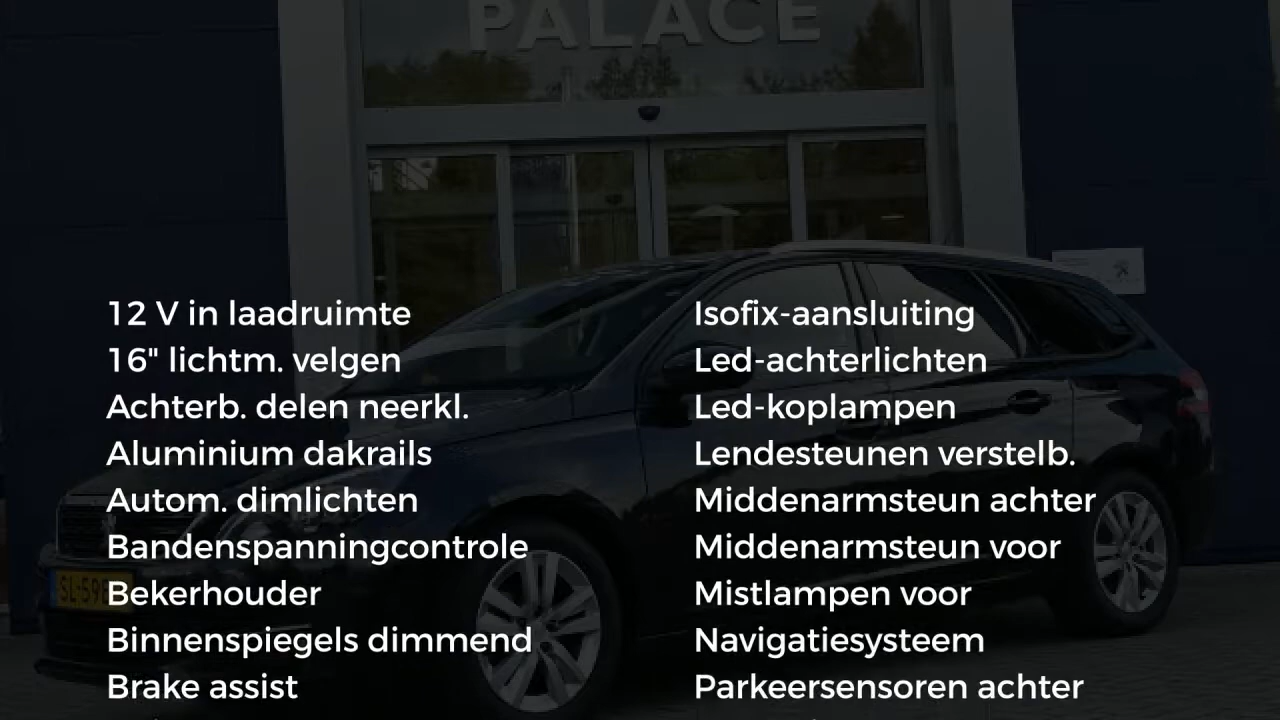 PALACE
12 V in laadruimte
16" lichtm. velgen
Achterb. delen neerkl.
Aluminium dakrails
Autom. dimlichten
Bandenspanningcontrole
Bekerhouder
Binnenspiegels dimmend
Brake assist
Isofix-aansluiting
Led-achterlichten
Led-koplampen
Lendesteunen verstelb.
Middenarmsteun achter
Middenarmsteun voor
Mistlampen voor
Navigatiesysteem
Parkeersensoren achter